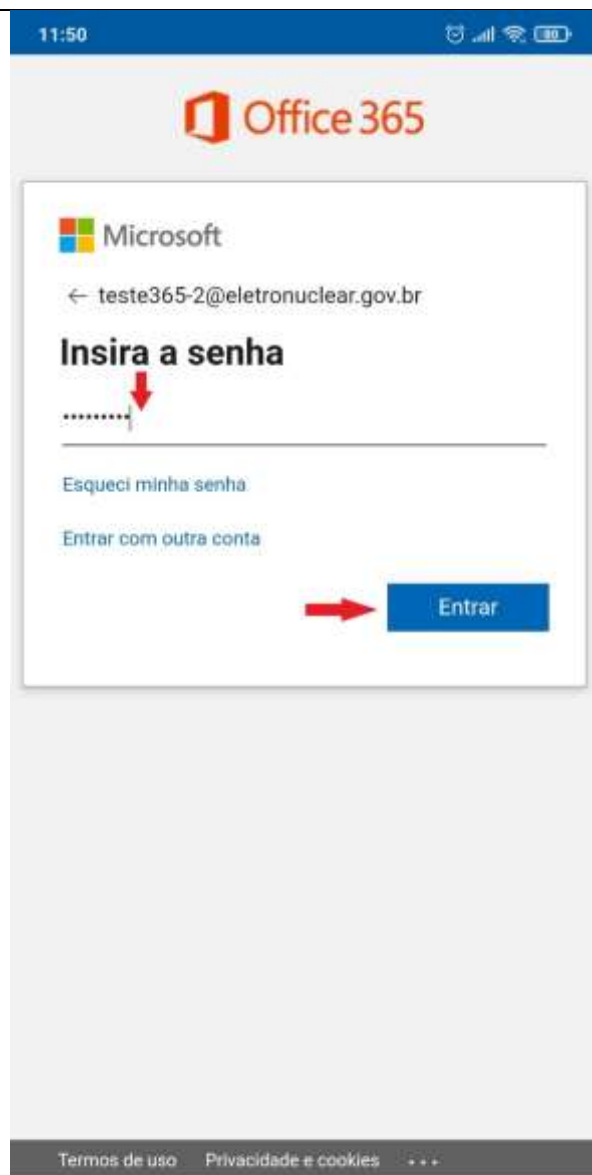 11:50 80
Office 365
Microsoft
← teste365-2@eletronuclear.gov.br
Insira a senha
•••••••••
Esqueci minha senha
Entrar com outra conta
Entrar
Termos de uso Privacidade e cookies •••